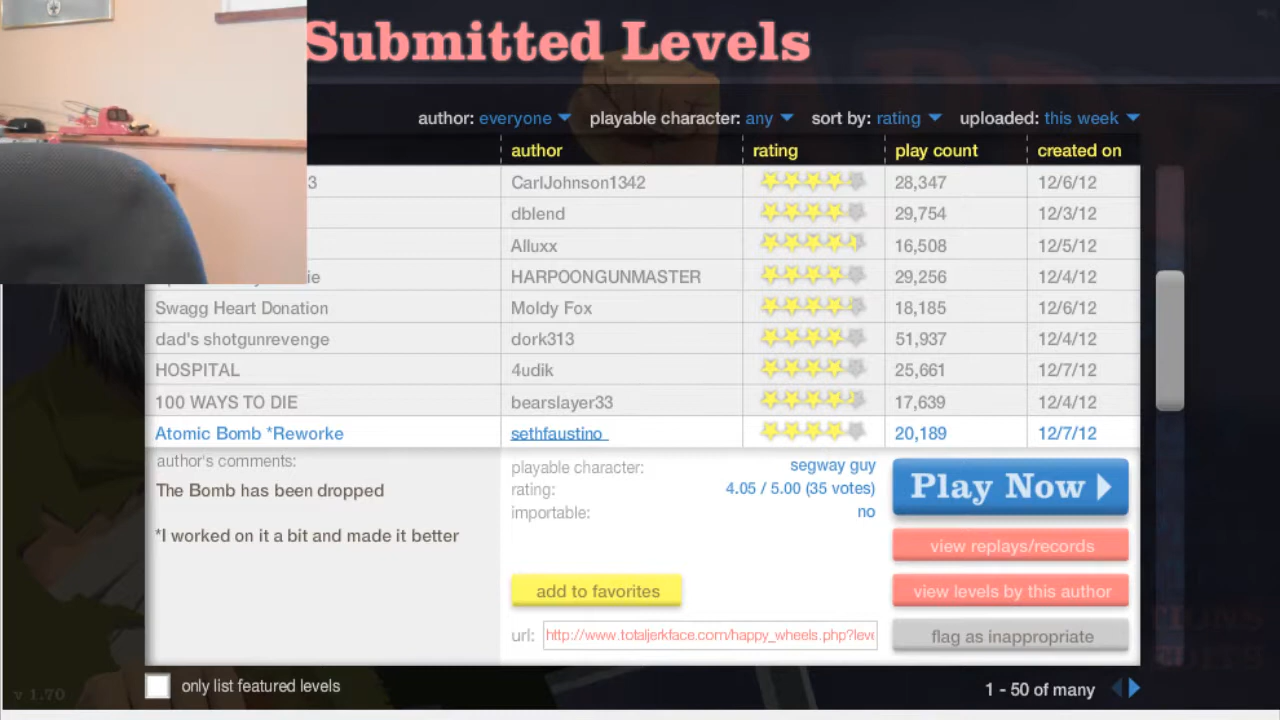 Submitted Levels
author: everyone playable character: any sort by: rating uploaded: this week
author rating play count created on
3 CarlJohnson1342 28,347 12/6/12
dblend 29,754 12/3/12
Alluxx 16,508 12/5/12
ie HARPOONGUNMASTER 29,256 12/4/12
Swagg Heart Donation Moldy Fox 18,185 12/6/12
dad's shotgunrevenge dork313 51,937 12/4/12
HOSPITAL 4udik 25,661 12/7/12
100 WAYS TO DIE bearslayer33 17,639 12/4/12
Atomic Bomb *Reworke sethfaustino 20,189 12/7/12
author's comments:
The Bomb has been dropped
*I worked on it a bit and made it better
playable character: segway guy
rating: 4.05 / 5.00 (35 votes)
importable: no
add to favorites
url: http://www.totaljerkface.com/happy_wheels.php?leve
Play Now
view replays/records
view levels by this author
flag as inappropriate
only list featured levels
1 - 50 of many
v 1.70